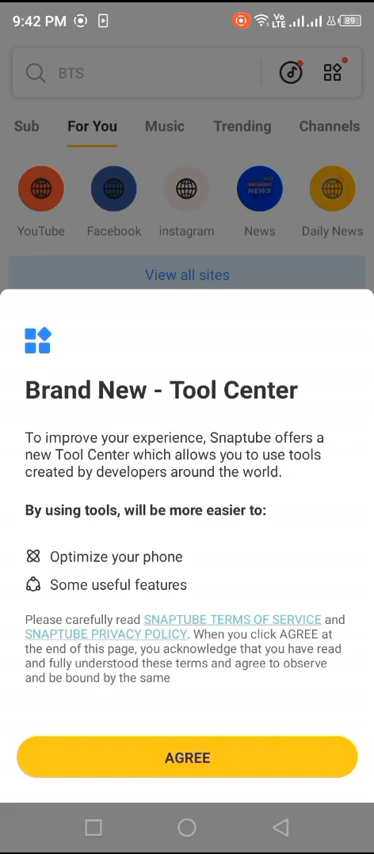 9:42 PM Vo LTE 89
BTS
Sub For You Music Trending Channels
NEWS
YouTube Facebook instagram News Daily News
View all sites
Brand New - Tool Center
To improve your experience, Snaptube offers a
new Tool Center which allows you to use tools
created by developers around the world.
By using tools, will be more easier to:
Optimize your phone
Some useful features
Please carefully read SNAPTUBE TERMS OF SERVICE and
SNAPTUBE PRIVACY POLICY. When you click AGREE at
the end of this page, you acknowledge that you have read
and fully understood these terms and agree to observe
and be bound by the same
AGREE